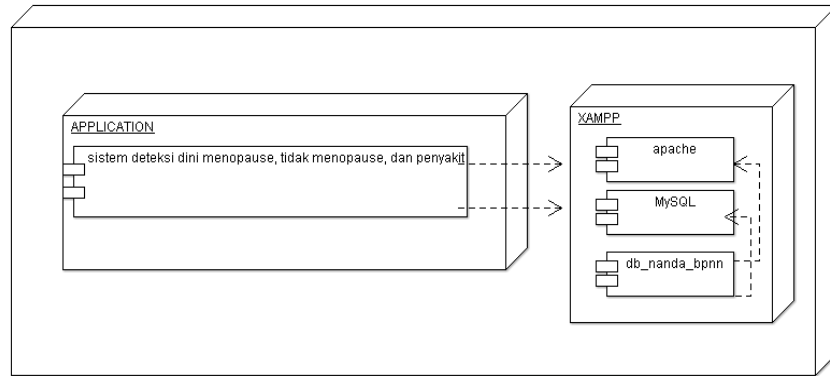 APPLICATION
sistem deteksi dini menopause, tidak menopause, dan penyakit
XAMPP
apache
MySQL
db_nanda_bpnn